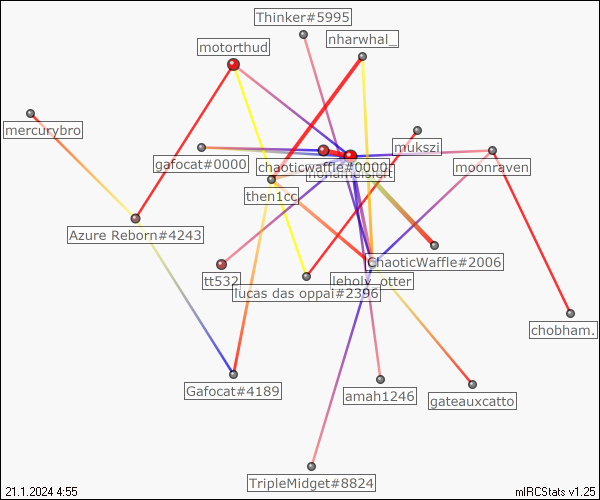 Thinker#5995
nharwhal_
motorthud
mercurybro
mukszi
gafocat#0000
chaoticwaffle#0000
moonraven
then1cc
Azure Reborn#4243
ChaoticWaffle#2006
tt532
leholy_otter
lucas das oppai#2396
chobham.
Gafocat#4189
amah1246
gateauxcatto
TripleMidget#8824
21.1.2024 4:55
mIRCStats v1.25